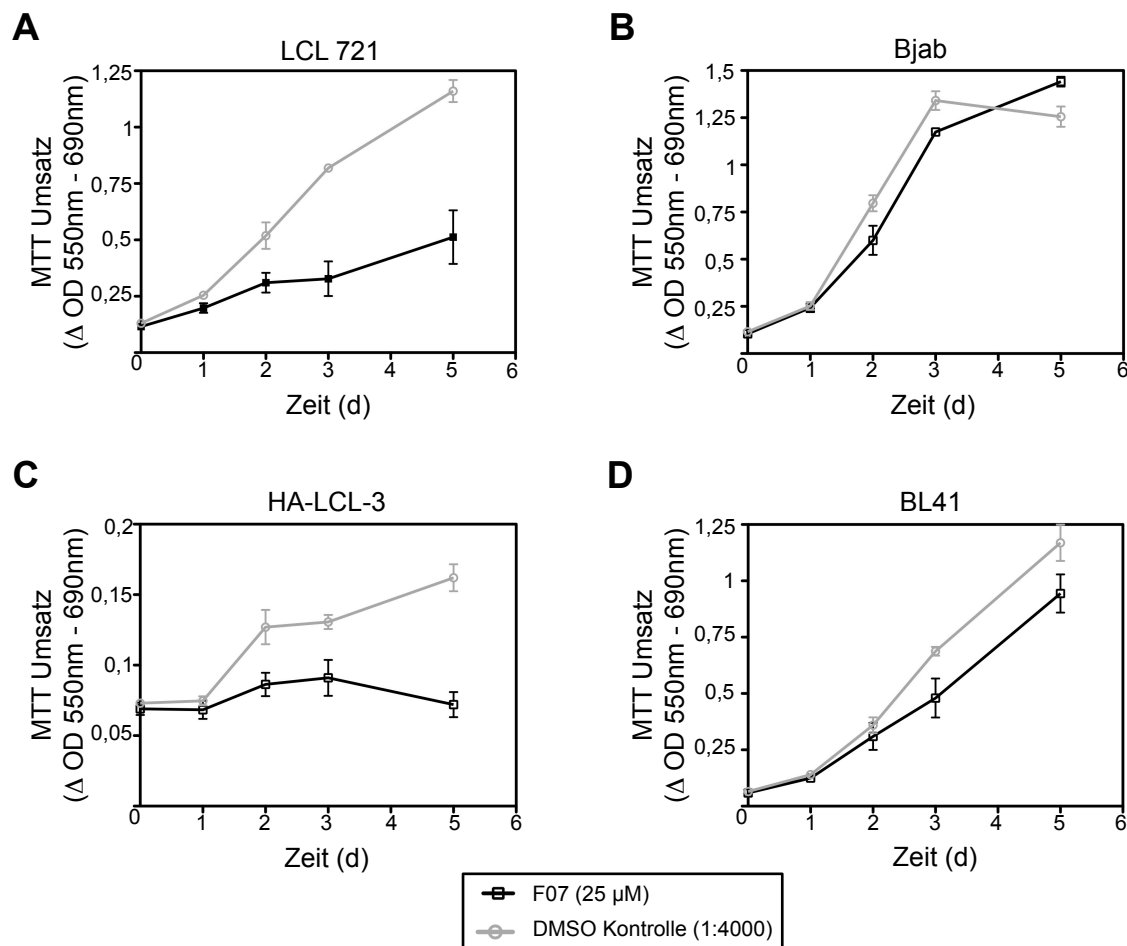 A
LCL 721
MTT Umsatz
(Δ OD 550nm - 690nm)
1,25
1
0,75
0,5
0,25
0 1 2 3 4 5 6
Zeit (d)
B
Bjab
MTT Umsatz
(Δ OD 550nm - 690nm)
1,5
1,25
0,75
0,5
0,25
0 1 2 3 4 5 6
Zeit (d)
C
HA-LCL-3
MTT Umsatz
(Δ OD 550nm - 690nm)
0,2
0,15
0,1
0,05
0 1 2 3 4 5 6
Zeit (d)
D
BL41
MTT Umsatz
(Δ OD 550nm - 690nm)
1,25
1
0,75
0,5
0,25
0 1 2 3 4 5 6
Zeit (d)
F07 (25 µM)
DMSO Kontrolle (1:4000)